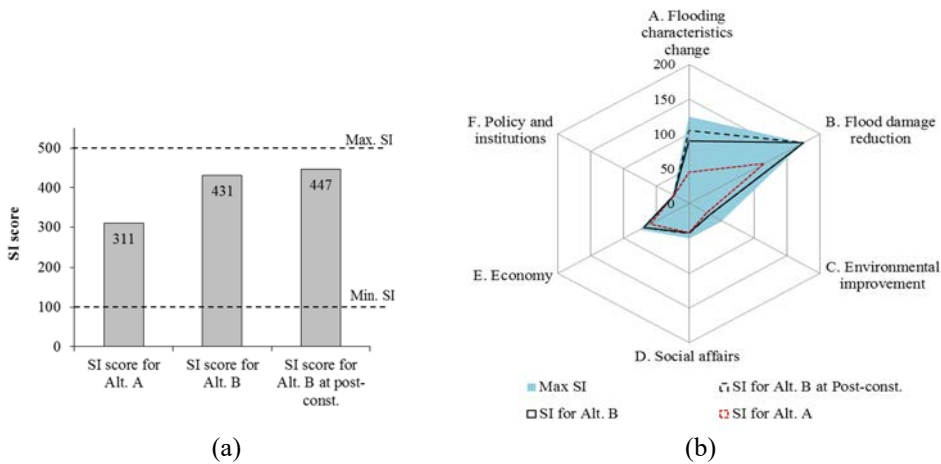 500
400
300
200
100
0
SI score
Max. SI
Min. SI
311
431
447
SI score for
Alt. A
SI score for
Alt. B
SI score for
Alt. B at post-
const.
(a)
A. Flooding
characteristics
change
200
150
100
50
0
B. Flood damage
reduction
C. Environmental
improvement
D. Social affairs
E. Economy
F. Policy and
institutions
Max SI
SI for Alt. B at Post-const.
SI for Alt. B
SI for Alt. A
(b)